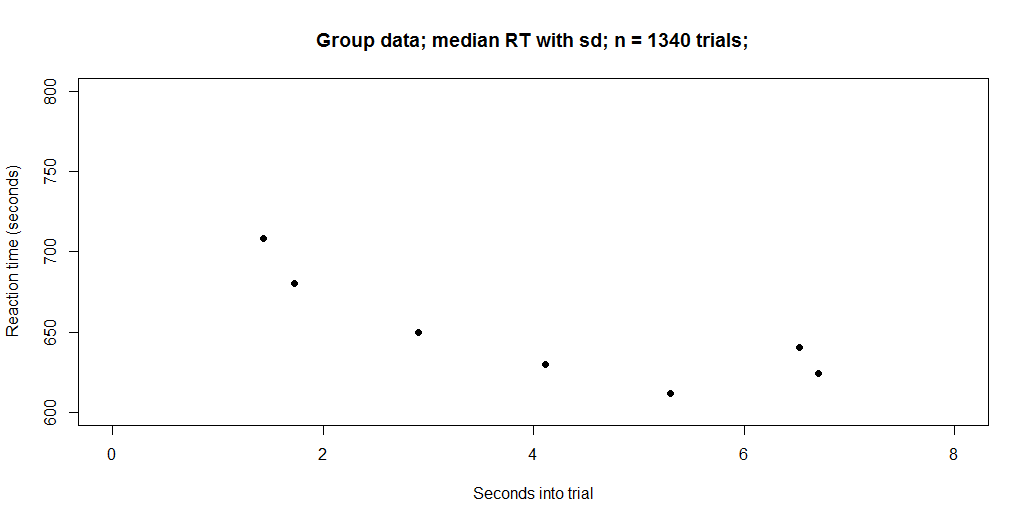 Group data; median RT with sd; n = 1340 trials;
Reaction time (seconds)
800
750
700
650
600
0 2 4 6 8
Seconds into trial